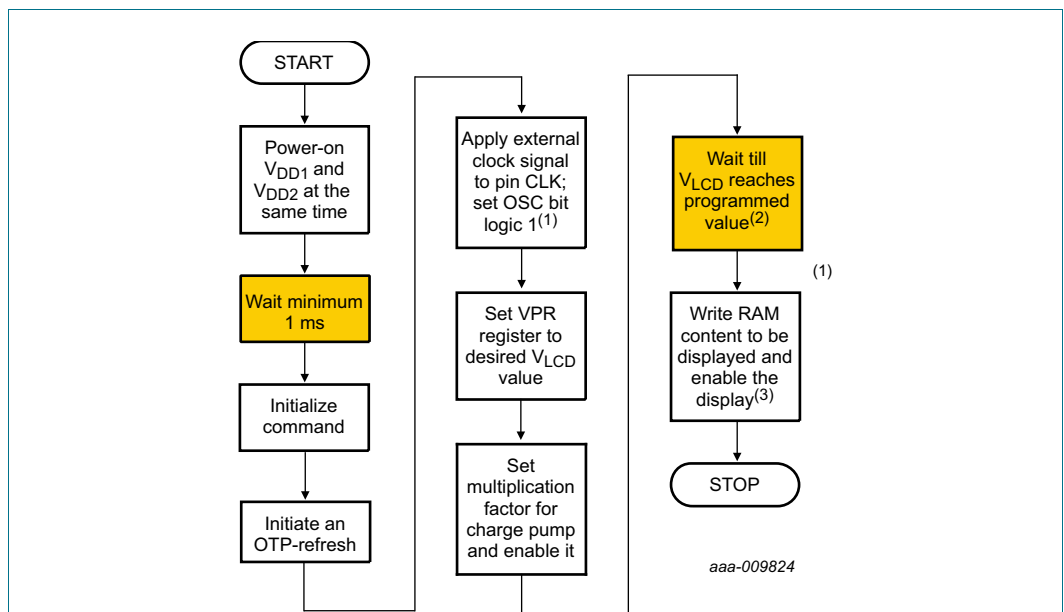 START
Power-on
VDD1 and
VDD2 at the
same time
Wait minimum
1 ms
Initialize
command
Initiate an
OTP-refresh
Apply external
clock signal
to pin CLK;
set OSC bit
logic 1(1)
Set VPR
register to
desired VLCD
value
Set
multiplication
factor for
charge pump
and enable it
Wait till
VLCD reaches
programmed
value(2)
(1)
Write RAM
content to be
displayed and
enable the
display(3)
STOP
aaa-009824